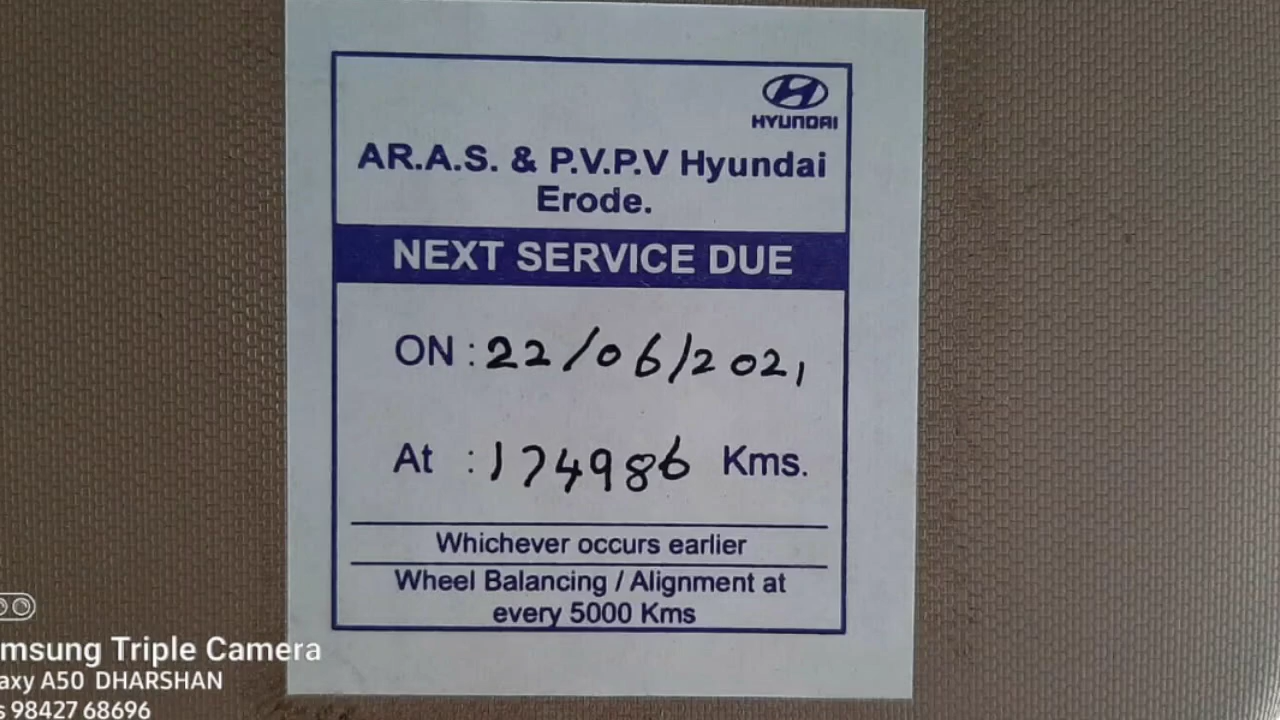 HYUNDAI
AR.A.S. & P.V.P.V Hyundai
Erode.
NEXT SERVICE DUE
ON : 22/06/2021
At : 174986 Kms.
Whichever occurs earlier
Wheel Balancing / Alignment at
every 5000 Kms
msung Triple Camera
axy A50 DHARSHAN
s 98427 68696